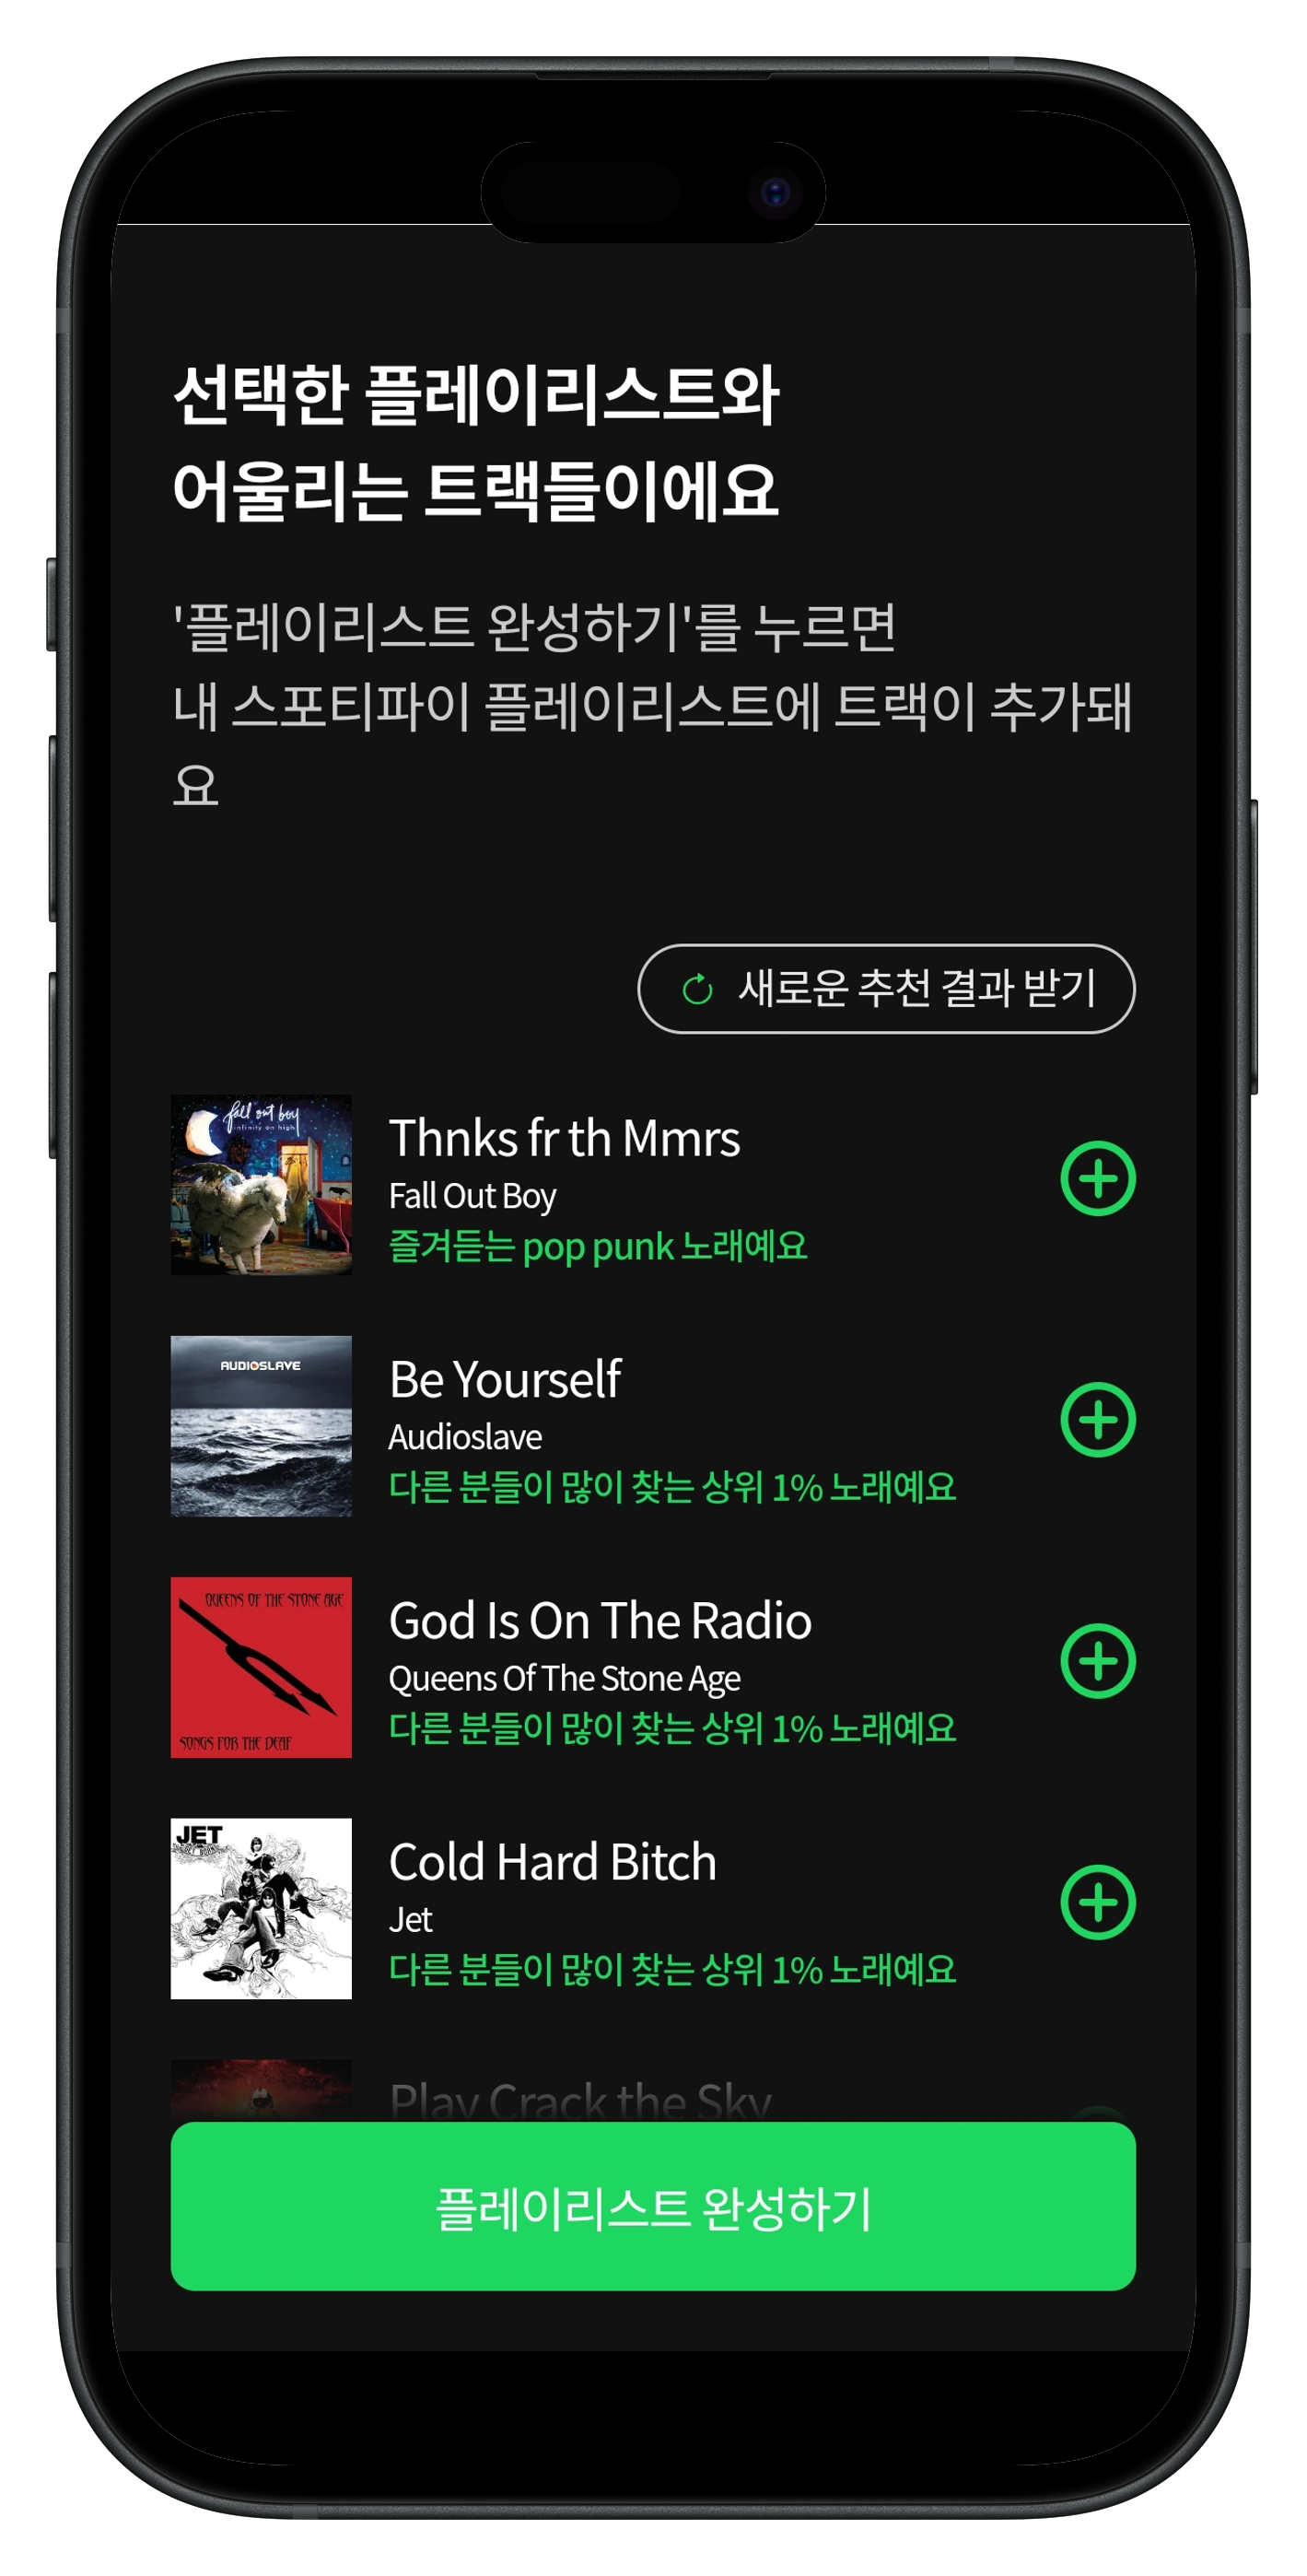 선택한 플레이리스트와
어울리는 트랙들이에요
'플레이리스트 완성하기'를 누르면
내 스포티파이 플레이리스트에 트랙이 추가돼
요
새로운 추천 결과 받기
fall out boy
infinity on high
Thnks fr th Mmrs
Fall Out Boy
즐겨듣는 pop punk 노래예요
AUDIOSLAVE
Be Yourself
Audioslave
다른 분들이 많이 찾는 상위 1% 노래예요
QUEENS OF THE STONE AGE
SONGS FOR THE DEAF
God Is On The Radio
Queens Of The Stone Age
다른 분들이 많이 찾는 상위 1% 노래예요
JET
Cold Hard Bitch
Jet
다른 분들이 많이 찾는 상위 1% 노래예요
Play Crack the Sky
플레이리스트 완성하기